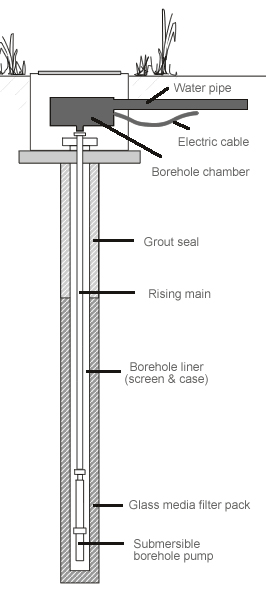 Water pipe
Electric cable
Borehole chamber
Grout seal
Rising main
Borehole liner
(screen & case)
Glass media filter pack
Submersible
borehole pump